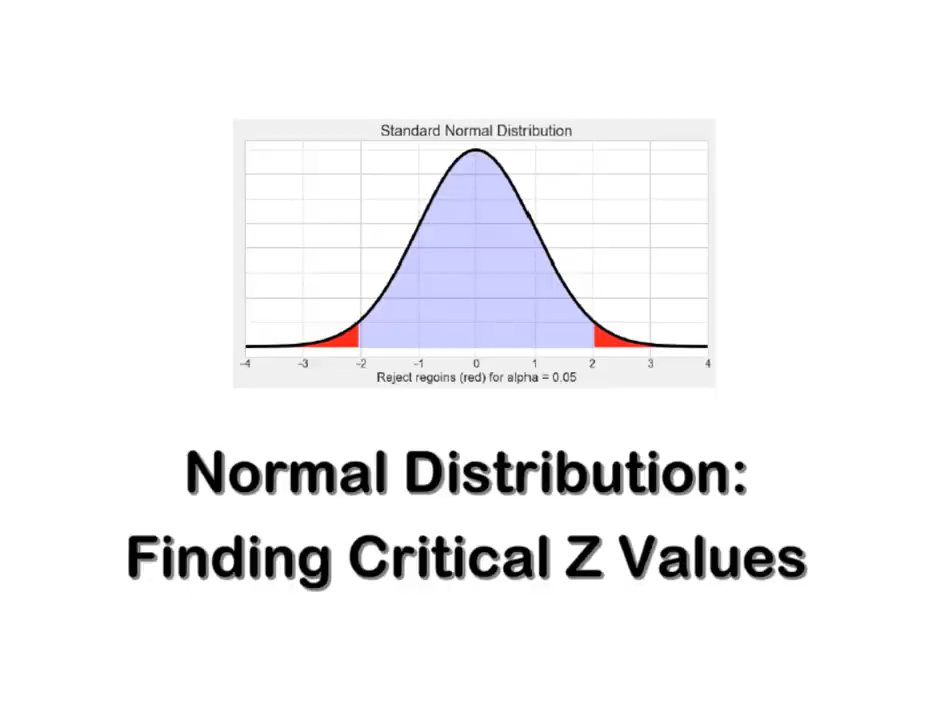 Standard Normal Distribution
-4 -3 -2 -1 0 1 2 3 4
Reject regoins (red) for alpha = 0.05
Normal Distribution:
Finding Critical Z Values